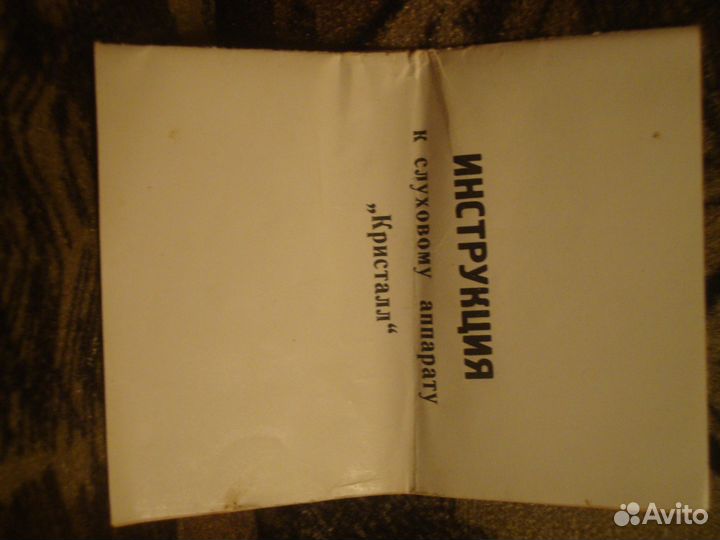 ИНСТРУКЦИЯ
к слуховому аппарату
„Кристалл“
Avito